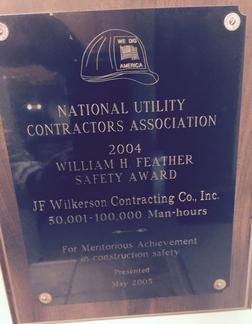 WE DIG
AMERICA
NATIONAL UTILITY
CONTRACTORS ASSOCIATION
2004
WILLIAM H FEATHER
SAFETY AWARD
JF Wilkerson Contracting Co., Inc.
50,001-100,000 Man-hours
For Meritorious Achievement
in construction safety
Presented
May 2005